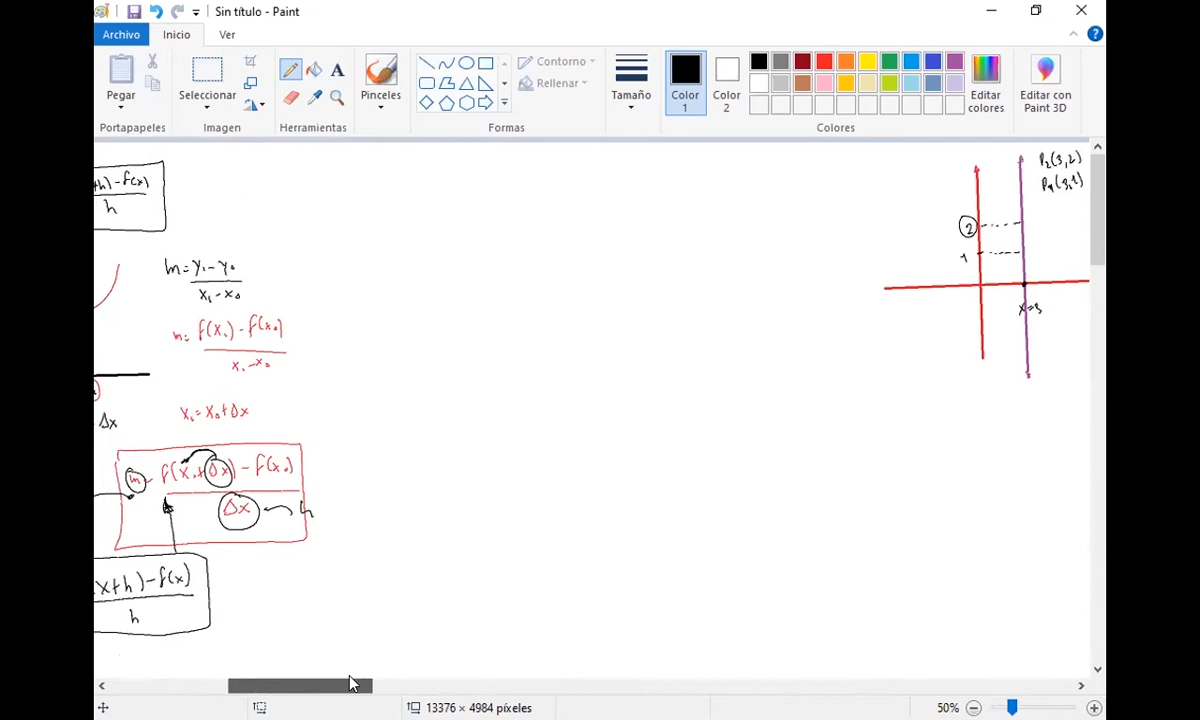 Sin título - Paint
Archivo
Inicio
Ver
Pegar
Portapapeles
Seleccionar
Imagen
Herramientas
Pinceles
Contorno
Rellenar
Formas
Tamaño
Color 1
Color 2
Editar colores
Colores
Editar con Paint 3D
+h)-f(x)
h
m=y₁-y₀
x₁-x₀
m=f(x₁)-f(x₀)
x₁-x₀
x₁=x₀+Δx
Δx
m=f(x₀+Δx)-f(x₀)
Δx
h
(x+h)-f(x)
h
P₂(3,2)
P₁(3,1)
2
1
x=3
13376 × 4984 píxeles
50%